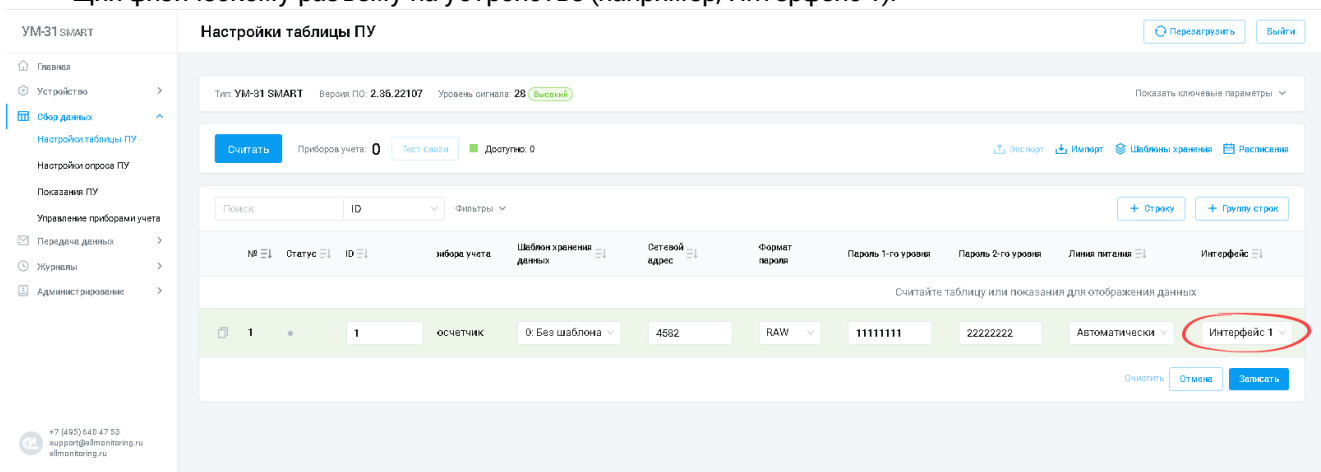 УМ-31 SMART
Настройки таблицы ПУ
Перезагрузить
Выйти
Главная
Устройство
Сбор данных
Настройки таблицы ПУ
Настройки опроса ПУ
Показания ПУ
Управление приборами учета
Передача данных
Журналы
Администрирование
Тип: УМ-31 SMART Версия ПО: 2.36.22107 Уровень сигнала: 28 Высокий
Показать ключевые параметры
Считать Приборов учета: 0 Тест связи Доступно: 0
Экспорт Импорт Шаблоны хранения Расписания
Поиск ID Фильтры
+ Строку + Группу строк
№ Статус ID иибора учета Шаблон хранения данных Сетевой адрес Формат пароля Пароль 1-го уровня Пароль 2-го уровня Линия питания Интерфейс
Считайте таблицу или показания для отображения данных
1 1 осчетчик 0: Без шаблона 4582 RAW 11111111 22222222 Автоматически Интерфейс 1
Очистить Отмена Записать
+7 (495) 640 47 53
support@allmonitoring.ru
allmonitoring.ru